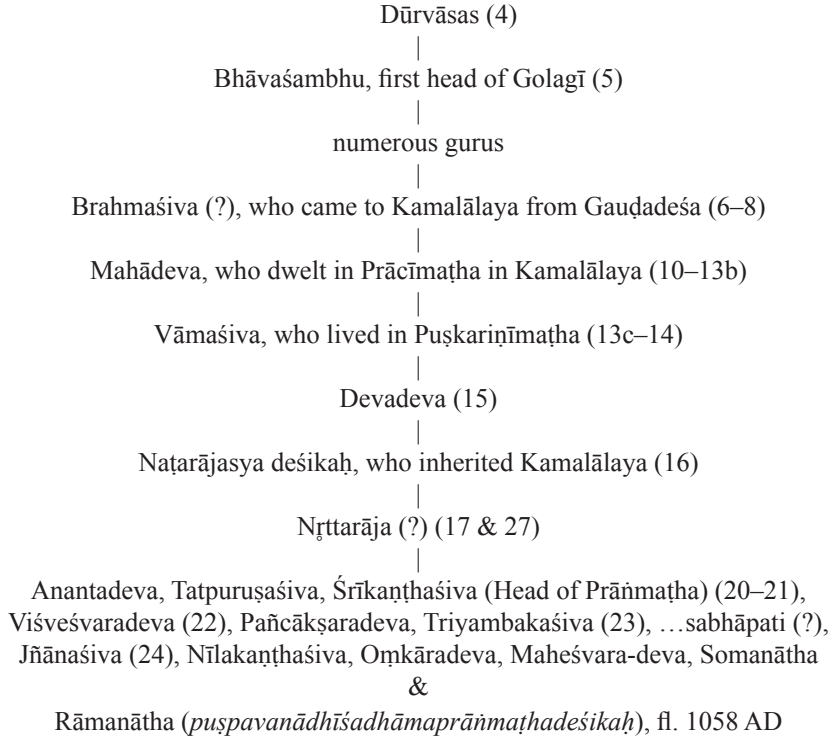 Dūrvāsas (4)
|
Bhāvaśambhu, first head of Golagī (5)
|
numerous gurus
|
Brahmaśiva (?), who came to Kamalālaya from Gauḍadeśa (6–8)
|
Mahādeva, who dwelt in Prācīmaṭha in Kamalālaya (10–13b)
|
Vāmaśiva, who lived in Puṣkariṇīmaṭha (13c–14)
|
Devadeva (15)
|
Naṭarājasya deśikaḥ, who inherited Kamalālaya (16)
|
Nr̥ttarāja (?) (17 & 27)
|
Anantadeva, Tatpuruṣaśiva, Śrīkaṇṭhaśiva (Head of Prāṅmaṭha) (20–21),
Viśveśvaradeva (22), Pañcākṣaradeva, Triyambakaśiva (23), …sabhāpati (?),
Jñānaśiva (24), Nīlakaṇṭhaśiva, Oṃkāradeva, Maheśvara-deva, Somanātha
&
Rāmanātha (puṣpavanādhīśadhāmaprāṅmaṭhadeśikaḥ), fl. 1058 AD